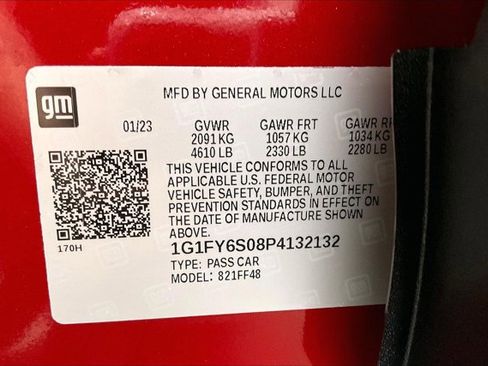 gm
MFD BY GENERAL MOTORS LLC
01/23 GVWR GAWR FRT GAWR RR
2091 KG 1057 KG 1034 KG
4610 LB 2330 LB 2280 LB
THIS VEHICLE CONFORMS TO ALL
APPLICABLE U.S. FEDERAL MOTOR
VEHICLE SAFETY, BUMPER, AND THEFT
PREVENTION STANDARDS IN EFFECT ON
THE DATE OF MANUFACTURE SHOWN
ABOVE.
170H
1G1FY6S08P4132132
TYPE: PASS CAR
MODEL: 821FF48